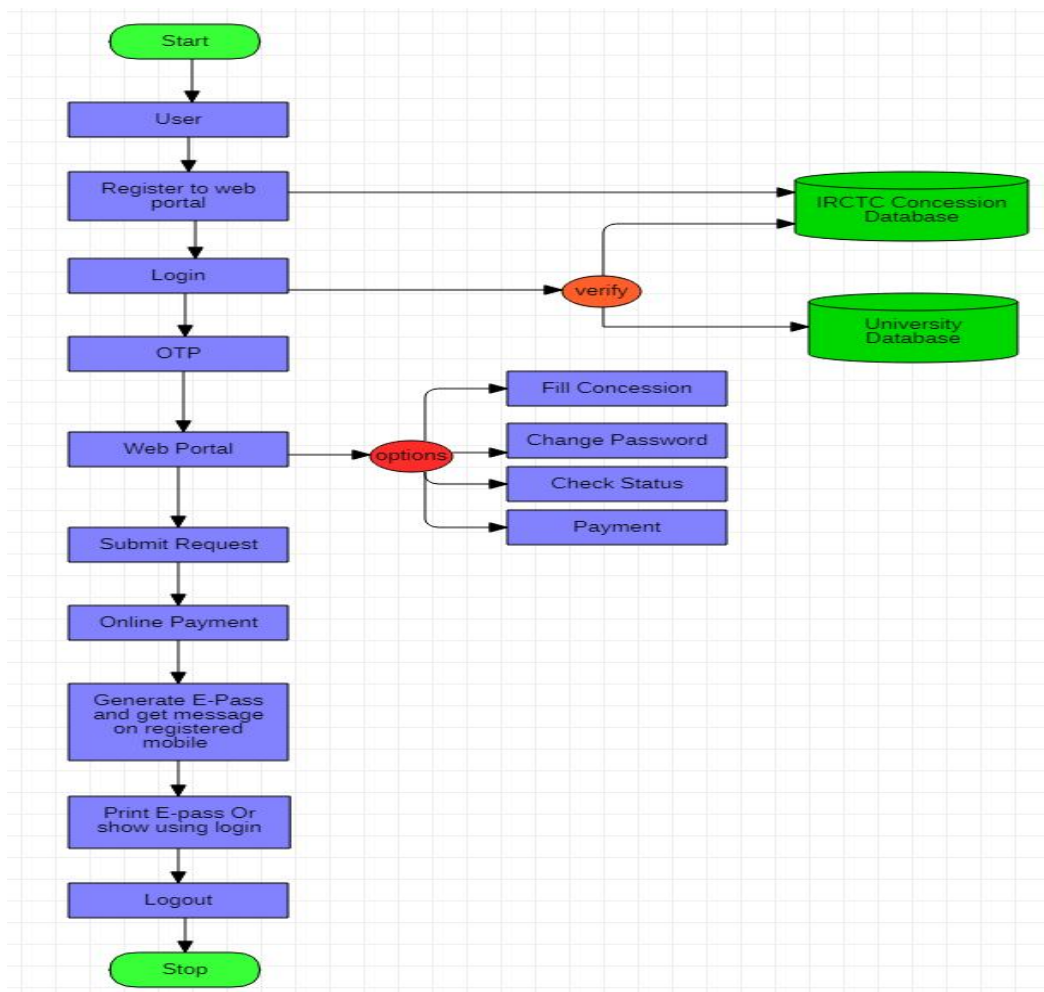 Start
User
Register to web
portal
IRCTC Concession
Database
Login
verify
University
Database
OTP
Fill Concession
Web Portal
options
Change Password
Check Status
Payment
Submit Request
Online Payment
Generate E-Pass
and get message
on registered
mobile
Print E-pass Or
show using login
Logout
Stop